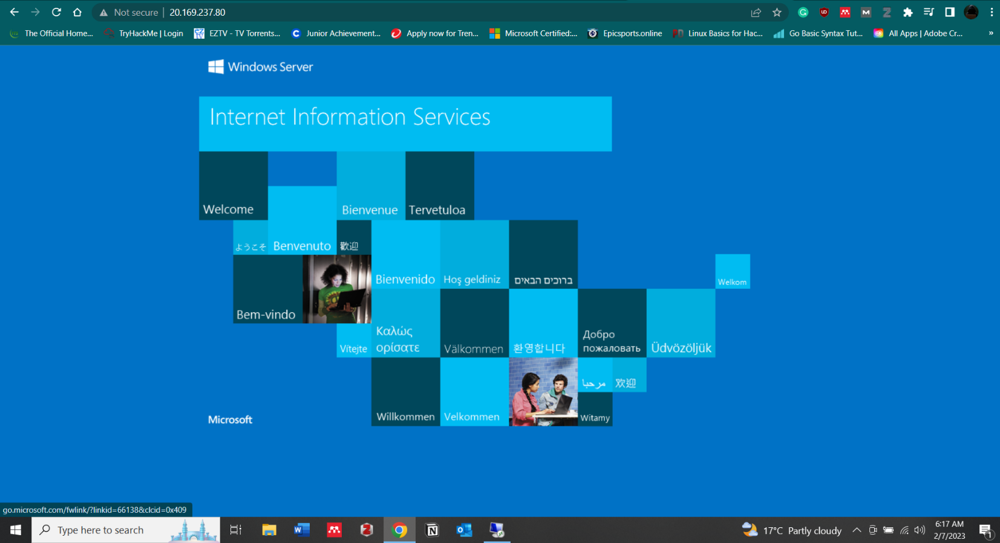 Not secure
20.169.237.80
The Official Home...
TryHackMe | Login
EZTV - TV Torrents...
Junior Achievement...
Apply now for Tren...
Microsoft Certified:...
Epicsports.online
Linux Basics for Hac...
Go Basic Syntax Tut...
All Apps | Adobe Cr...
»
Windows Server
Internet Information Services
Welcome
Bienvenue
Tervetuloa
ようこそ
Benvenuto
歡迎
Bienvenido
Hoş geldiniz
ברוכים הבאים
Welkom
Bem-vindo
Vítejte
Καλώς
ορίσατε
Välkommen
환영합니다
Добро
пожаловать
Üdvözöljük
مرحبا
欢迎
Microsoft
Willkommen
Velkommen
Witamy
go.microsoft.com/fwlink/?linkid=66138&clcid=0x409
Type here to search
17°C Partly cloudy
6:17 AM
2/7/2023
1